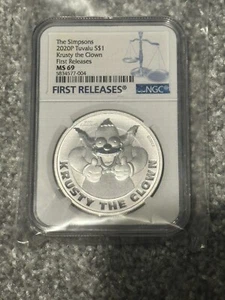 The Simpsons
2020P Tuvalu S$1
Krusty the Clown
First Releases
MS 69
5834577-004
FIRST RELEASES®
NGC®
KRUSTY THE CLOWN